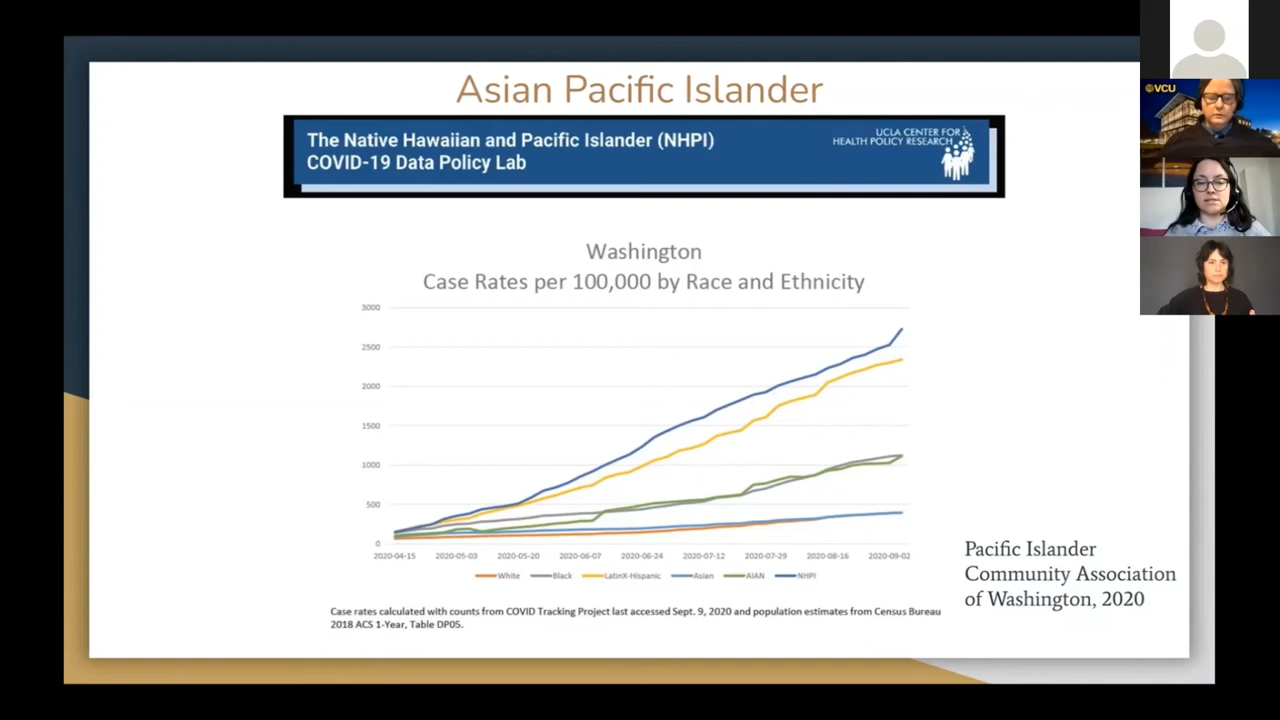 Asian Pacific Islander
The Native Hawaiian and Pacific Islander (NHPI)
COVID-19 Data Policy Lab
UCLA CENTER FOR
HEALTH POLICY RESEARCH
VCU
Washington
Case Rates per 100,000 by Race and Ethnicity
3000
2500
2000
1500
1000
500
0
2020-04-15 2020-05-03 2020-05-20 2020-06-07 2020-06-24 2020-07-12 2020-07-29 2020-08-16 2020-09-02
White Black LatinX-Hispanic Asian AIAN NHPI
Case rates calculated with counts from COVID Tracking Project last accessed Sept. 9, 2020 and population estimates from Census Bureau
2018 ACS 1-Year, Table DP05.
Pacific Islander
Community Association
of Washington, 2020